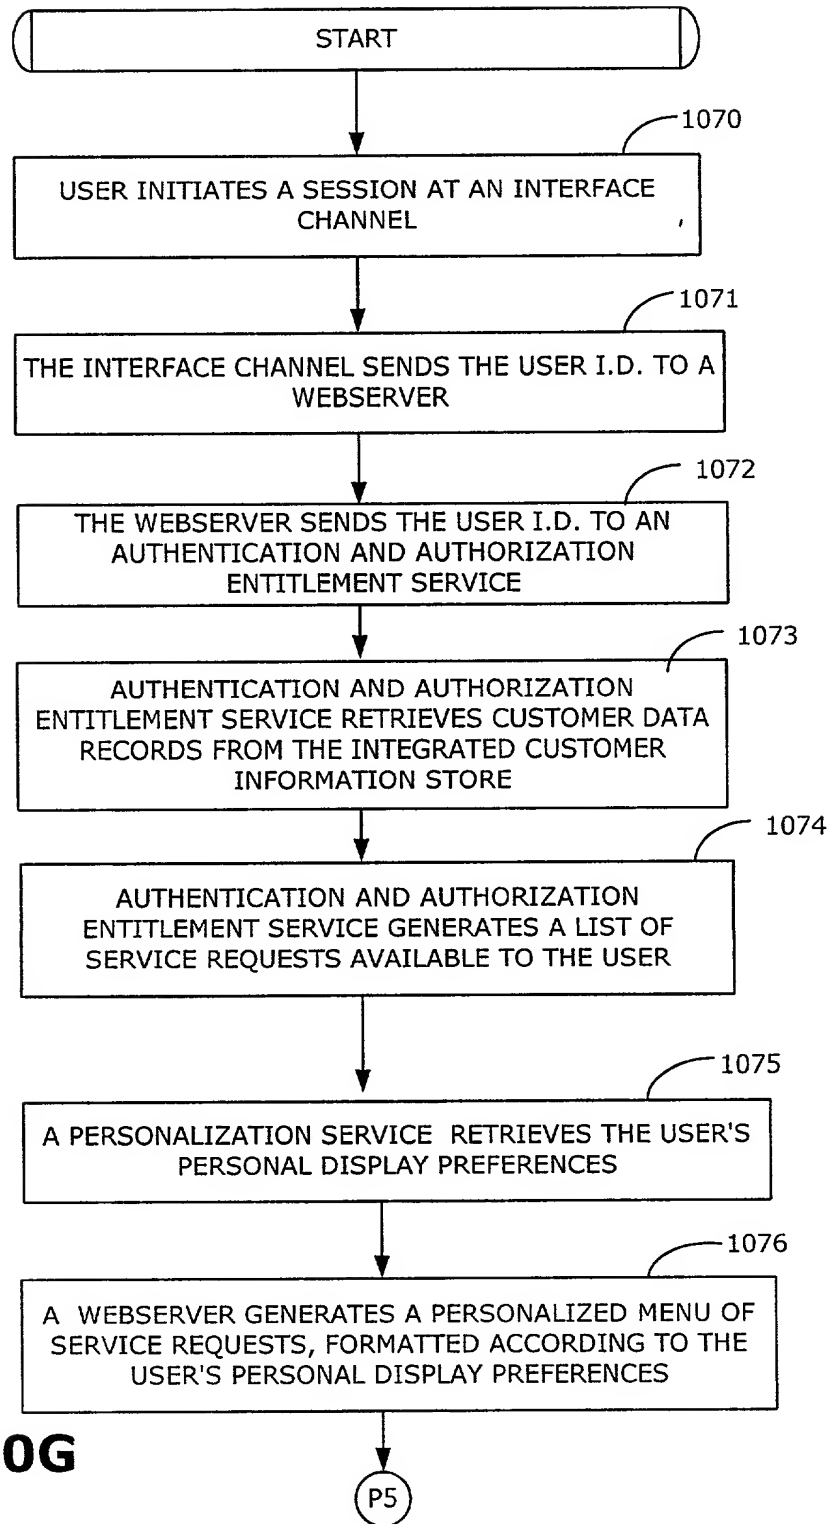 START
1070
USER INITIATES A SESSION AT AN INTERFACE
CHANNEL
1071
THE INTERFACE CHANNEL SENDS THE USER I.D. TO A
WEBSERVER
1072
THE WEBSERVER SENDS THE USER I.D. TO AN
AUTHENTICATION AND AUTHORIZATION
ENTITLEMENT SERVICE
1073
AUTHENTICATION AND AUTHORIZATION
ENTITLEMENT SERVICE RETRIEVES CUSTOMER DATA
RECORDS FROM THE INTEGRATED CUSTOMER
INFORMATION STORE
1074
AUTHENTICATION AND AUTHORIZATION
ENTITLEMENT SERVICE GENERATES A LIST OF
SERVICE REQUESTS AVAILABLE TO THE USER
1075
A PERSONALIZATION SERVICE RETRIEVES THE USER'S
PERSONAL DISPLAY PREFERENCES
1076
A WEBSERVER GENERATES A PERSONALIZED MENU OF
SERVICE REQUESTS, FORMATTED ACCORDING TO THE
USER'S PERSONAL DISPLAY PREFERENCES
0G
P5